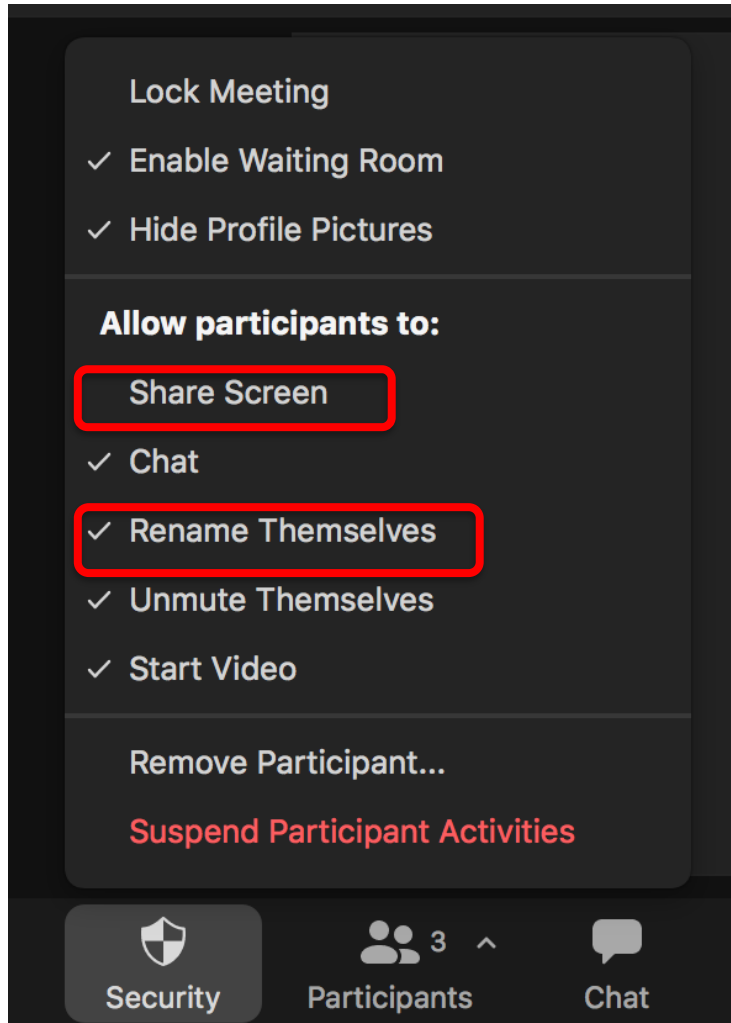 Lock Meeting
✓ Enable Waiting Room
✓ Hide Profile Pictures
Allow participants to:
Share Screen
✓ Chat
✓ Rename Themselves
✓ Unmute Themselves
✓ Start Video
Remove Participant...
Suspend Participant Activities
3
Security Participants Chat